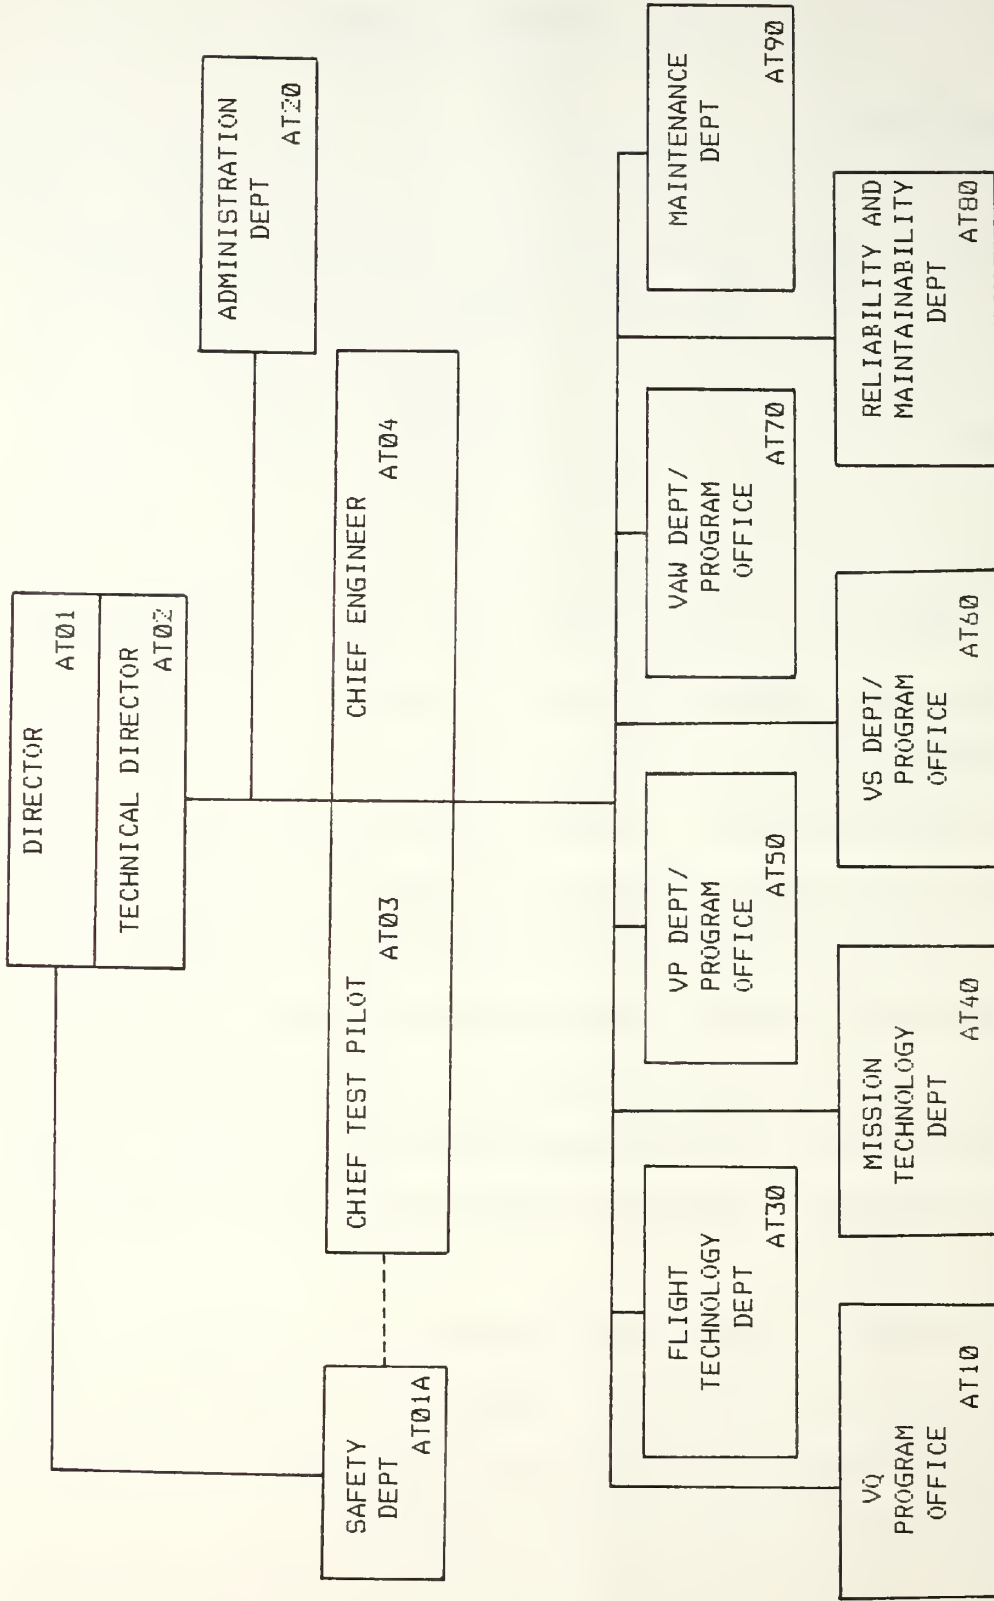 DIRECTOR
AT01
TECHNICAL DIRECTOR
AT02
ADMINISTRATION
DEPT
AT20
SAFETY
DEPT
AT01A
CHIEF TEST PILOT
AT03
CHIEF ENGINEER
AT04
FLIGHT
TECHNOLOGY
DEPT
AT30
VP DEPT/
PROGRAM
OFFICE
AT50
VAW DEPT/
PROGRAM
OFFICE
AT70
MAINTENANCE
DEPT
AT90
VQ
PROGRAM
OFFICE
AT10
MISSION
TECHNOLOGY
DEPT
AT40
VS DEPT/
PROGRAM
OFFICE
AT60
RELIABILITY AND
MAINTAINABILITY
DEPT
AT80